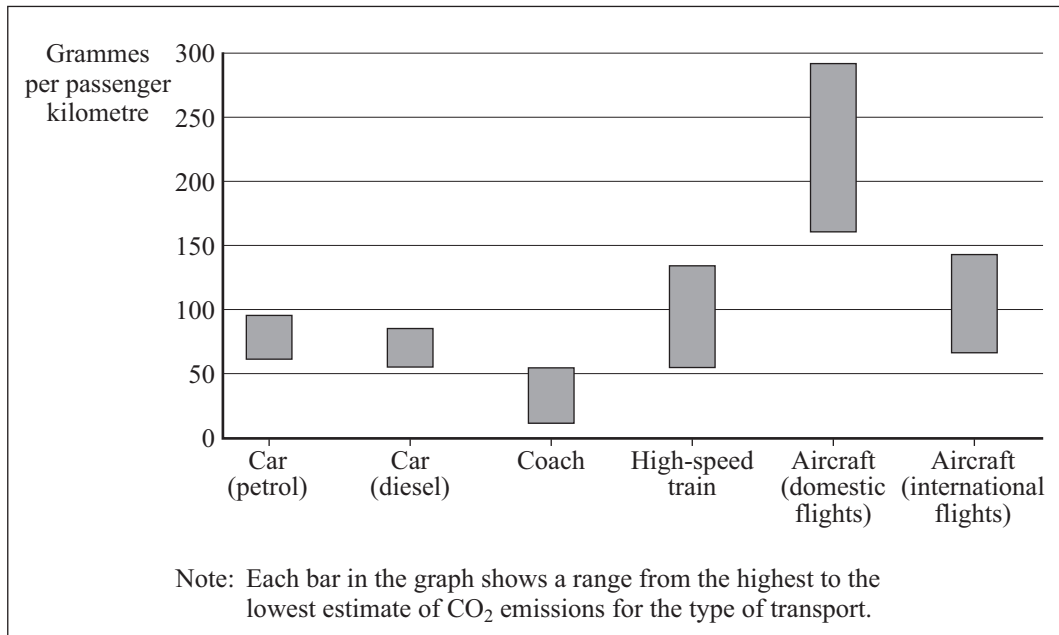 Grammes
per passenger
kilometre
300
250
200
150
100
50
0
Car
(petrol)
Car
(diesel)
Coach
High-speed
train
Aircraft
(domestic
flights)
Aircraft
(international
flights)
Note: Each bar in the graph shows a range from the highest to the
lowest estimate of CO₂ emissions for the type of transport.